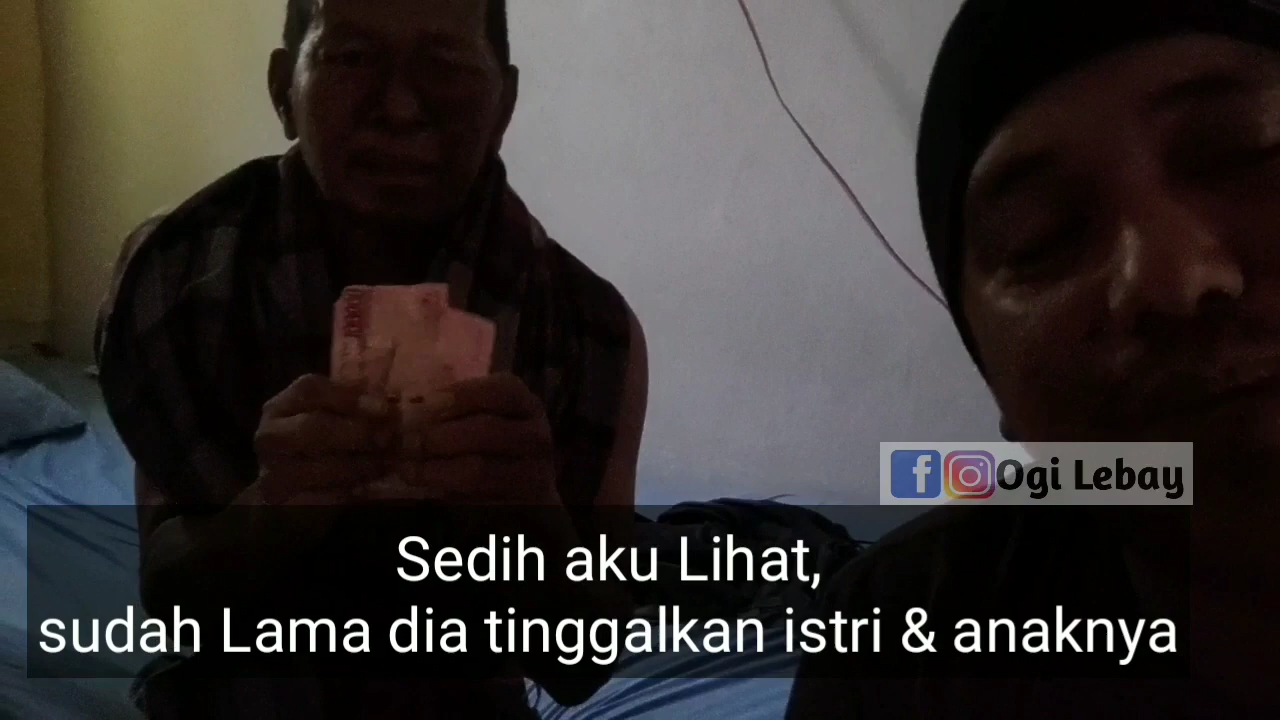 Ogi Lebay
Sedih aku Lihat,
sudah Lama dia tinggalkan istri & anaknya